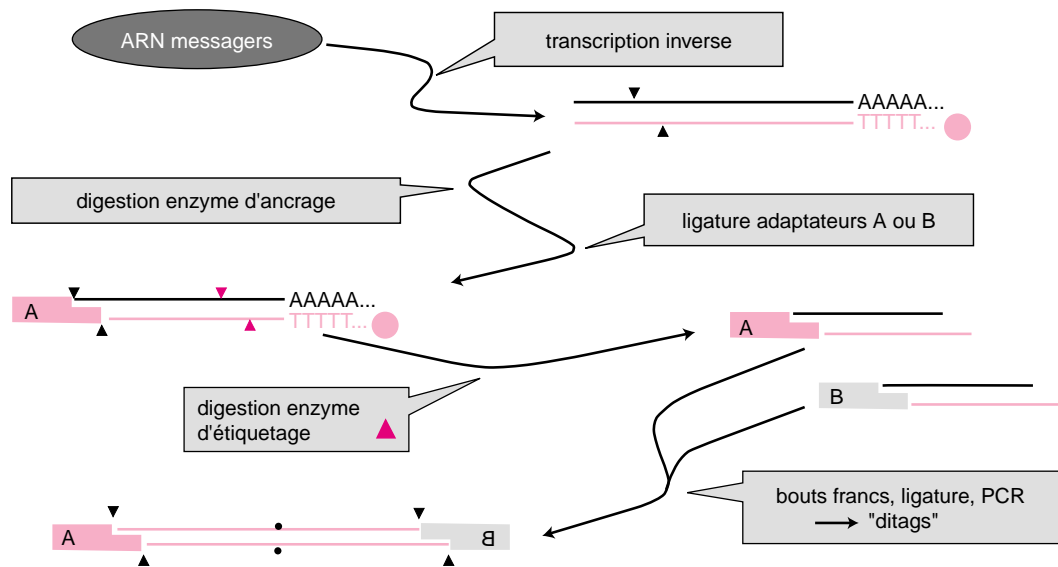 ARN messagers
transcription inverse
AAAAA...
TTTTT...
digestion enzyme d'ancrage
ligature adaptateurs A ou B
AAAAA...
A
TTTTT...
A
B
digestion enzyme
d'étiquetage
bouts francs, ligature, PCR
"ditags"
A
B